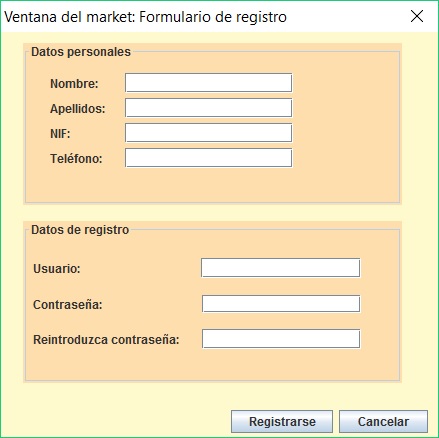 Ventana del market: Formulario de registro
Datos personales
Nombre:
Apellidos:
NIF:
Teléfono:
Datos de registro
Usuario:
Contraseña:
Reintroduzca contraseña:
Registrarse Cancelar